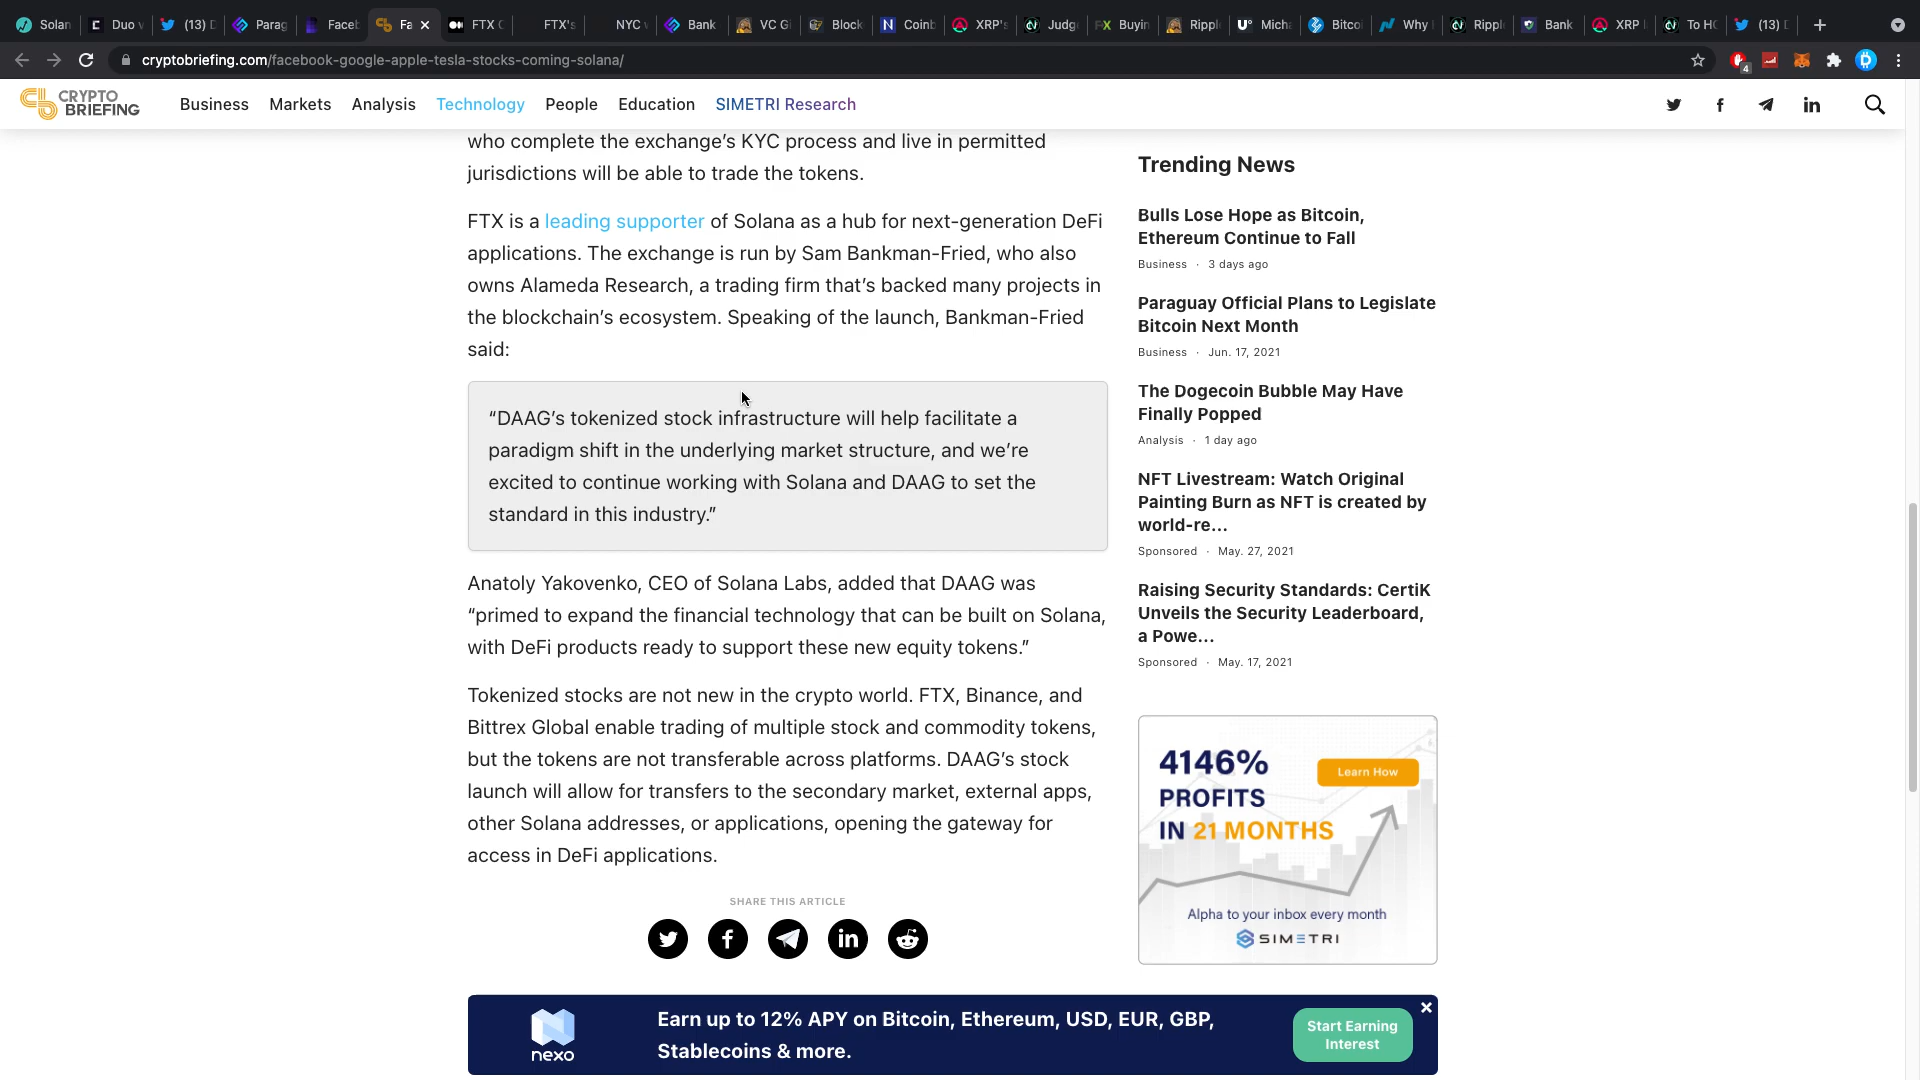 Solan
Duo v
(13) D
Parag
Faceb
Fa
FTX C
FTX's
NYC v
Bank
VC Gi
Block
Coinb
XRP's
Judge
Buyin
Rippl
Mich
Bitco
Why
Rippl
Bank
XRP I
To HO
(13) D
cryptobriefing.com/facebook-google-apple-tesla-stocks-coming-solana/
4
CRYPTO
BRIEFING
Business Markets Analysis Technology People Education SIMETRI Research
who complete the exchange's KYC process and live in permitted
jurisdictions will be able to trade the tokens.
FTX is a leading supporter of Solana as a hub for next-generation DeFi
applications. The exchange is run by Sam Bankman-Fried, who also
owns Alameda Research, a trading firm that's backed many projects in
the blockchain's ecosystem. Speaking of the launch, Bankman-Fried
said:
“DAAG’s tokenized stock infrastructure will help facilitate a
paradigm shift in the underlying market structure, and we’re
excited to continue working with Solana and DAAG to set the
standard in this industry.”
Anatoly Yakovenko, CEO of Solana Labs, added that DAAG was
“primed to expand the financial technology that can be built on Solana,
with DeFi products ready to support these new equity tokens.”
Tokenized stocks are not new in the crypto world. FTX, Binance, and
Bittrex Global enable trading of multiple stock and commodity tokens,
but the tokens are not transferable across platforms. DAAG’s stock
launch will allow for transfers to the secondary market, external apps,
other Solana addresses, or applications, opening the gateway for
access in DeFi applications.
SHARE THIS ARTICLE
Trending News
Bulls Lose Hope as Bitcoin,
Ethereum Continue to Fall
Business · 3 days ago
Paraguay Official Plans to Legislate
Bitcoin Next Month
Business · Jun. 17, 2021
The Dogecoin Bubble May Have
Finally Popped
Analysis · 1 day ago
NFT Livestream: Watch Original
Painting Burn as NFT is created by
world-re...
Sponsored · May. 27, 2021
Raising Security Standards: CertiK
Unveils the Security Leaderboard,
a Powe...
Sponsored · May. 17, 2021
4146%
PROFITS
IN 21 MONTHS
Learn How
Alpha to your inbox every month
SIMETRI
nexo
Earn up to 12% APY on Bitcoin, Ethereum, USD, EUR, GBP,
Stablecoins & more.
Start Earning
Interest